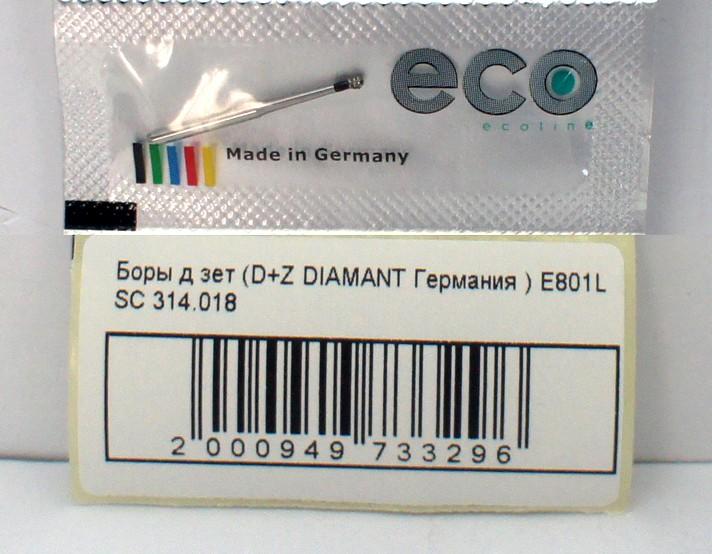 eco
ecoline
Made in Germany
Боры д зет (D+Z DIAMANT Германия ) E801L
SC 314.018
2 000949 733296